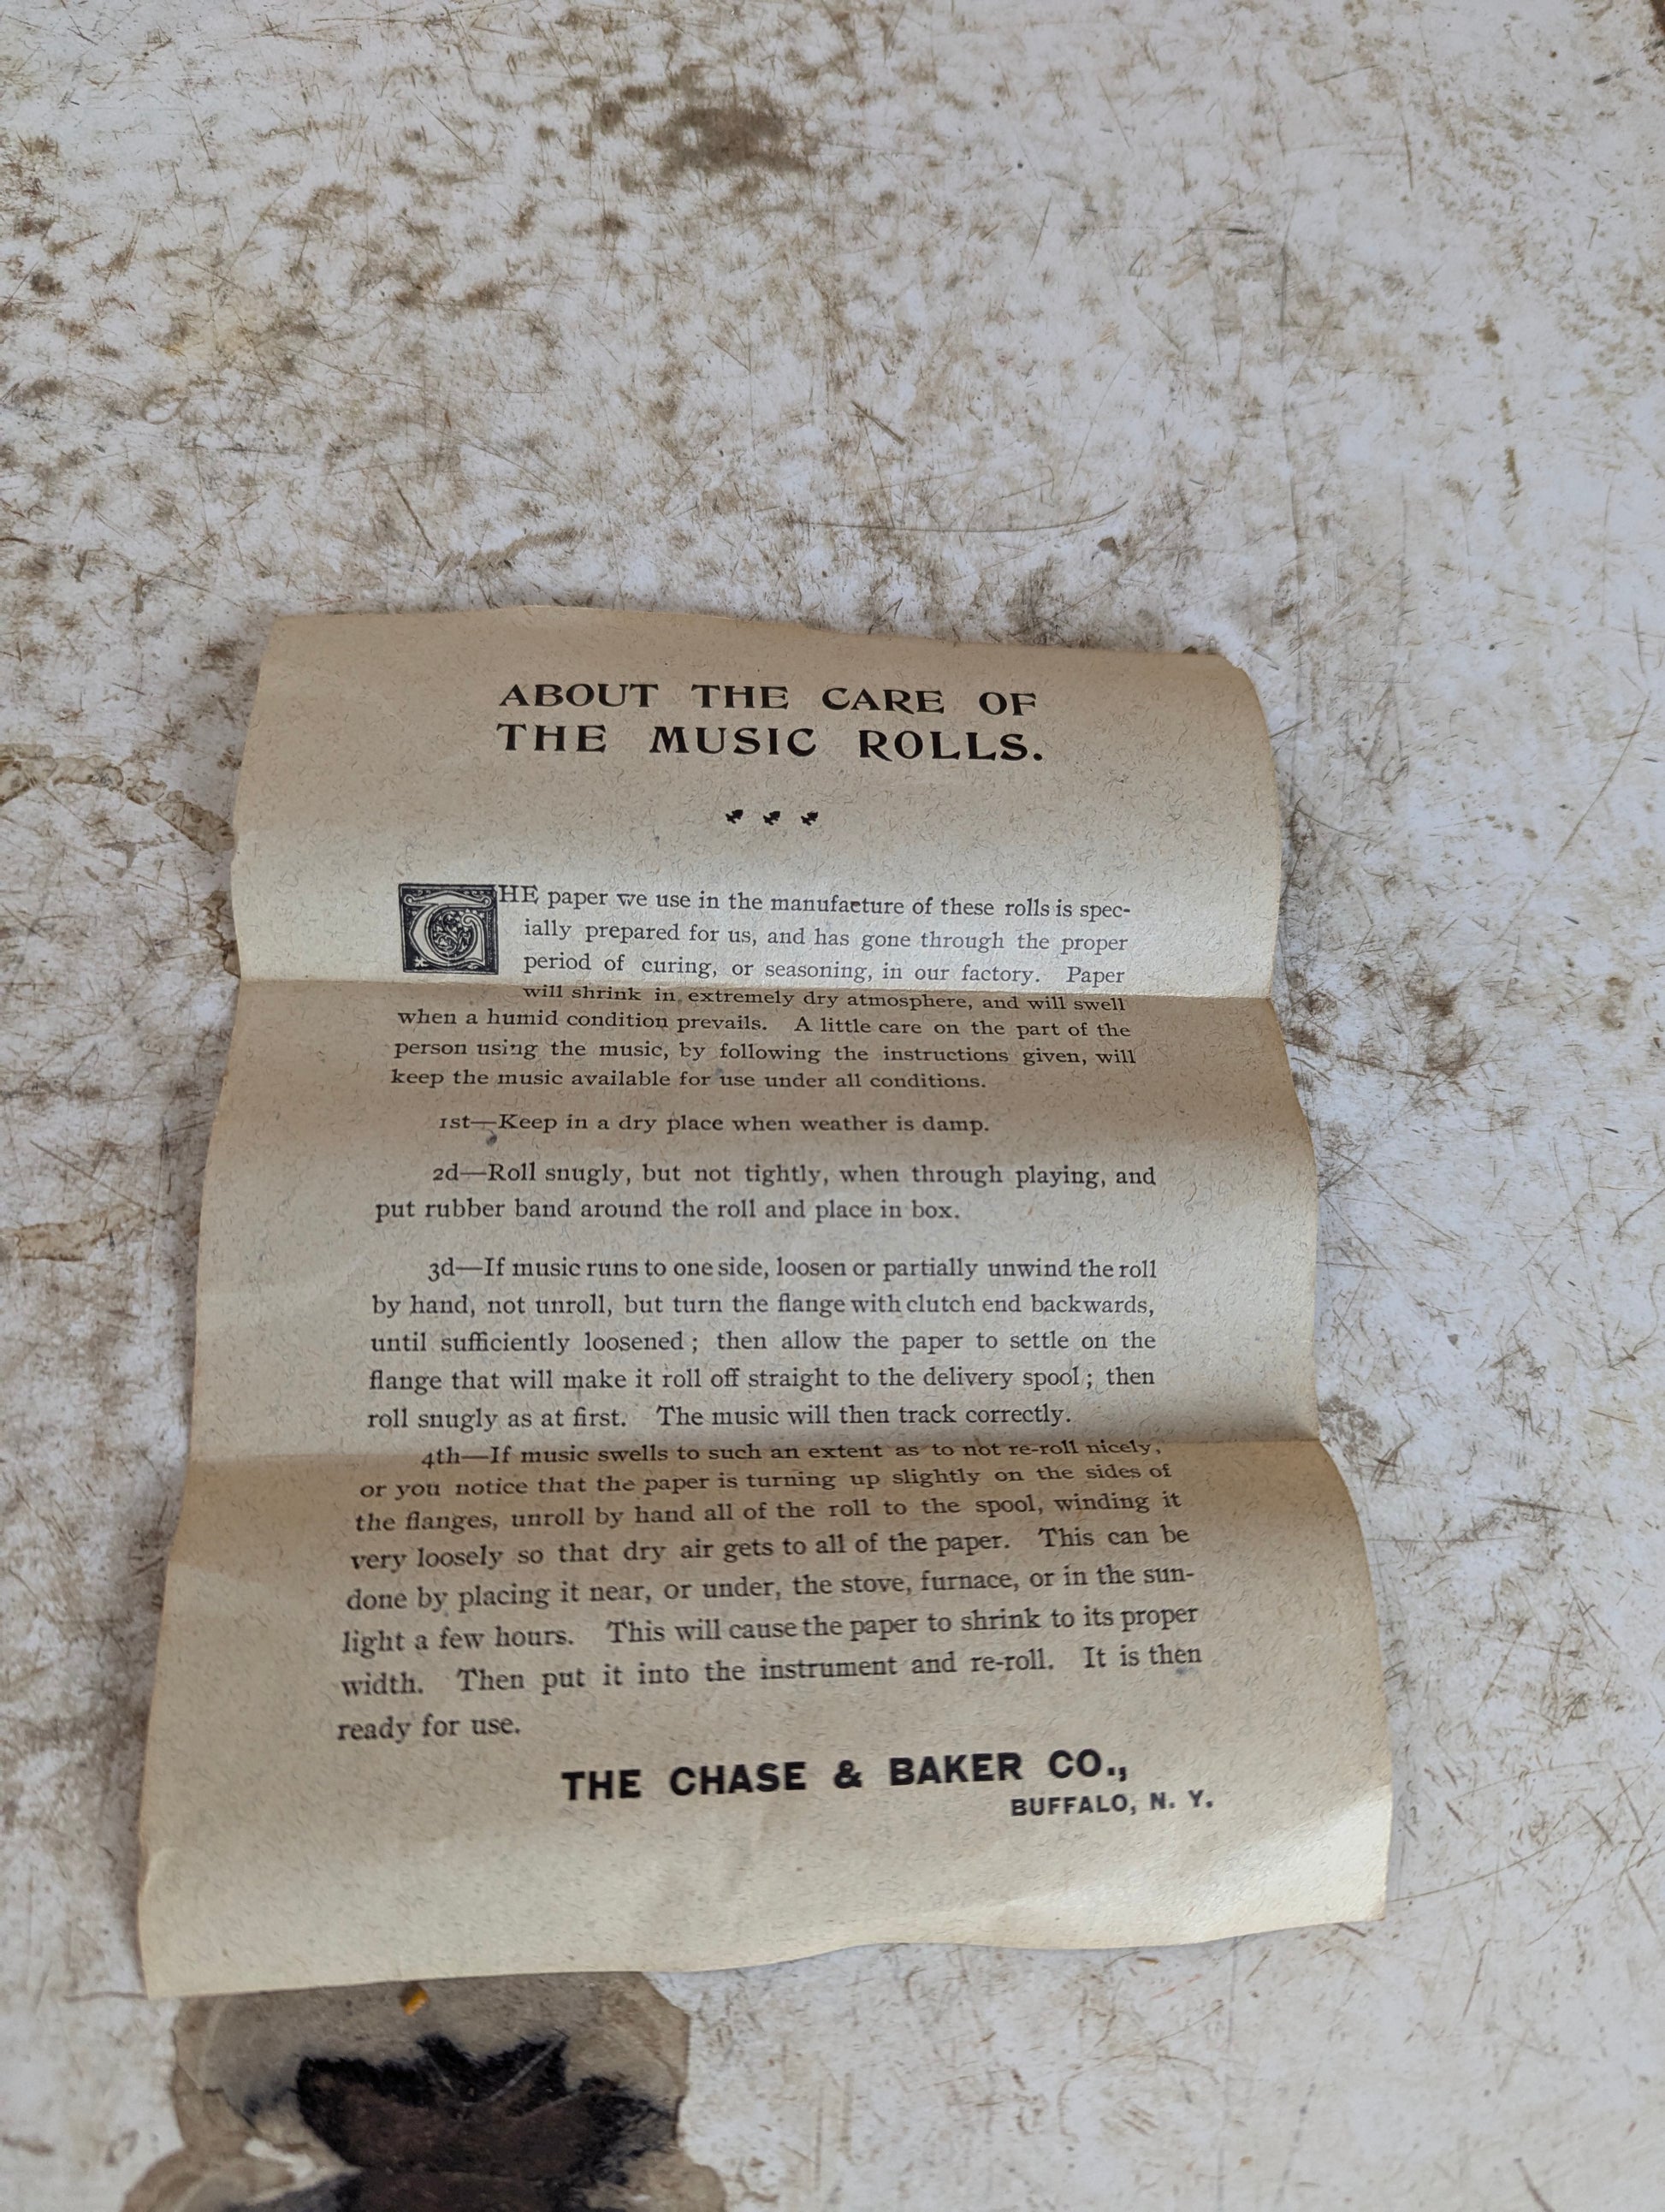 ABOUT THE CARE OF
THE MUSIC ROLLS.
THE paper we use in the manufacture of these rolls is spec-
ially prepared for us, and has gone through the proper
period of curing, or seasoning, in our factory. Paper
will shrink in extremely dry atmosphere, and will swell
when a humid condition prevails. A little care on the part of the
person using the music, by following the instructions given, will
keep the music available for use under all conditions.
1st—Keep in a dry place when weather is damp.
2d—Roll snugly, but not tightly, when through playing, and
put rubber band around the roll and place in box.
3d—If music runs to one side, loosen or partially unwind the roll
by hand, not unroll, but turn the flange with clutch end backwards,
until sufficiently loosened; then allow the paper to settle on the
flange that will make it roll off straight to the delivery spool; then
roll snugly as at first. The music will then track correctly.
4th—If music swells to such an extent as to not re-roll nicely,
or you notice that the paper is turning up slightly on the sides of
the flanges, unroll by hand all of the roll to the spool, winding it
very loosely so that dry air gets to all of the paper. This can be
done by placing it near, or under, the stove, furnace, or in the sun-
light a few hours. This will cause the paper to shrink to its proper
width. Then put it into the instrument and re-roll. It is then
ready for use.
THE CHASE & BAKER CO.,
BUFFALO, N. Y.